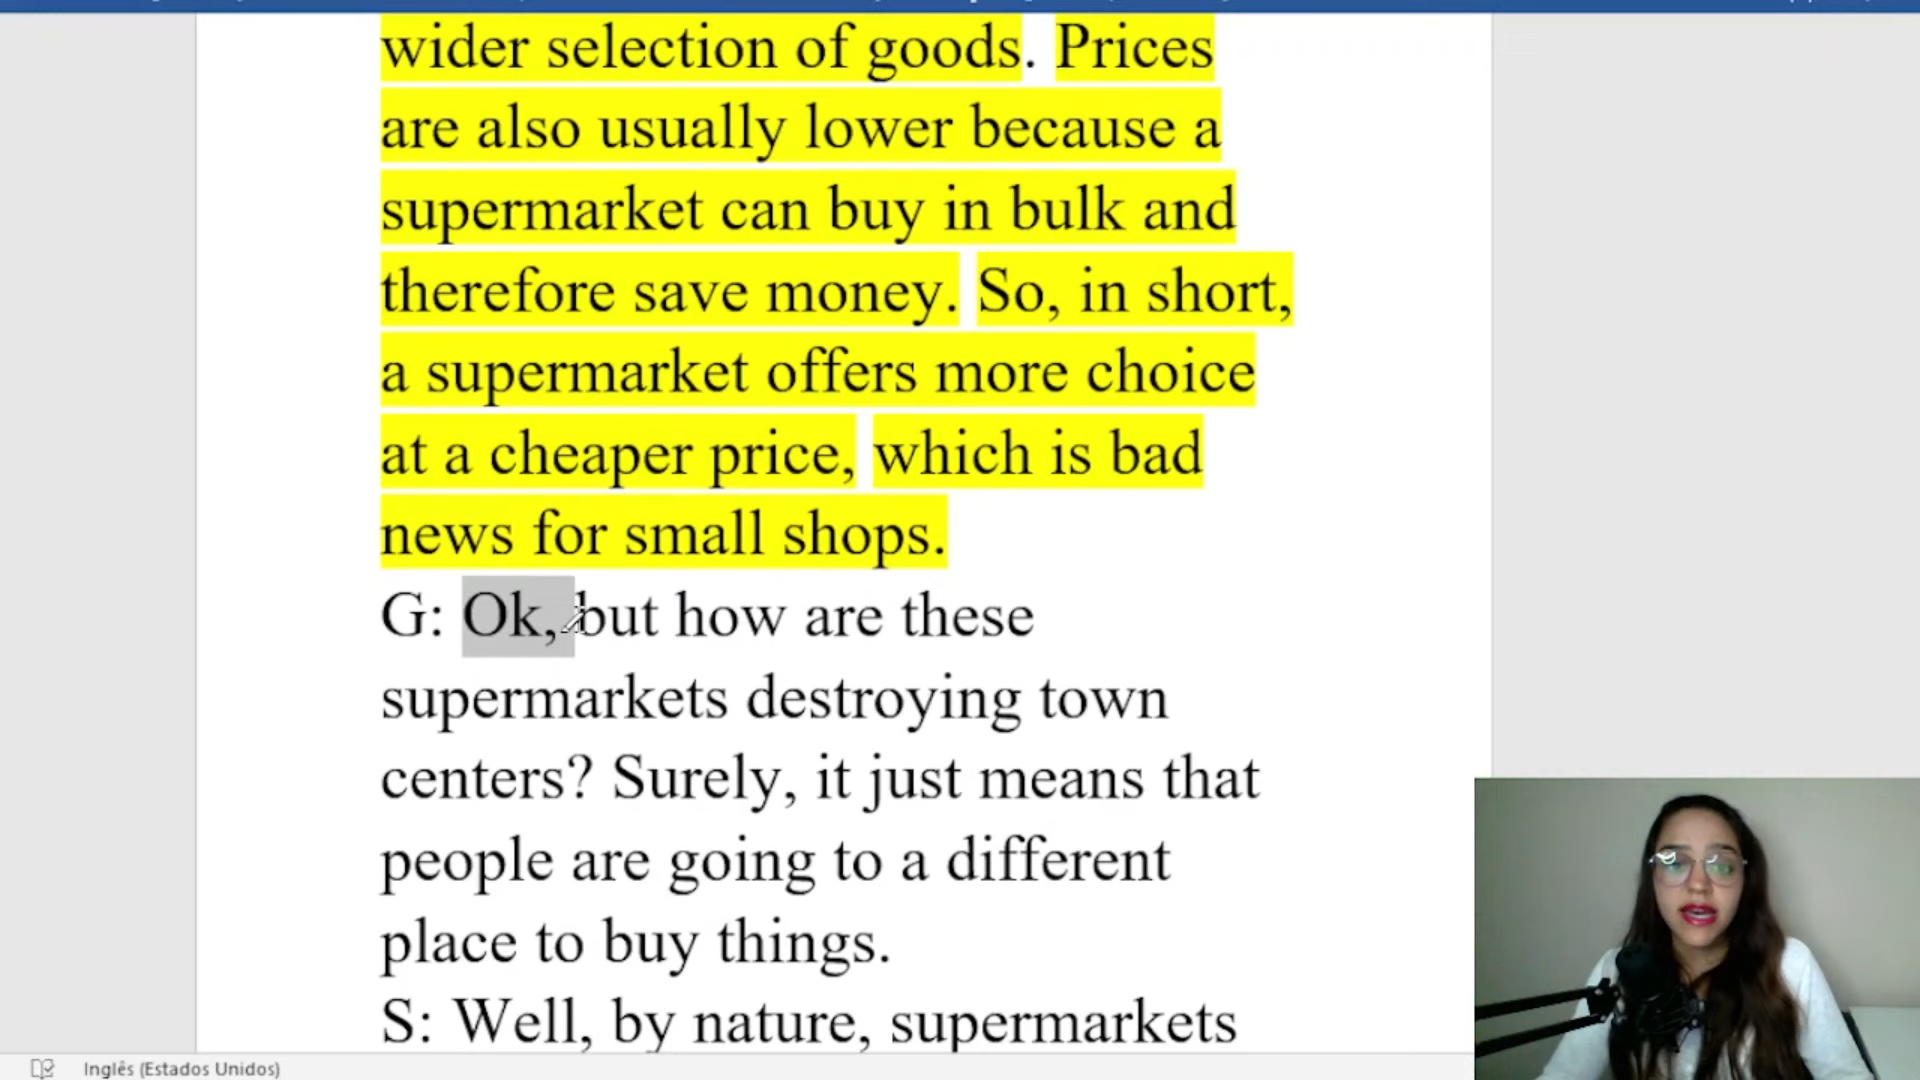 wider selection of goods. Prices
are also usually lower because a
supermarket can buy in bulk and
therefore save money. So, in short,
a supermarket offers more choice
at a cheaper price, which is bad
news for small shops.
G: Ok, but how are these
supermarkets destroying town
centers? Surely, it just means that
people are going to a different
place to buy things.
S: Well, by nature, supermarkets
Inglês (Estados Unidos)